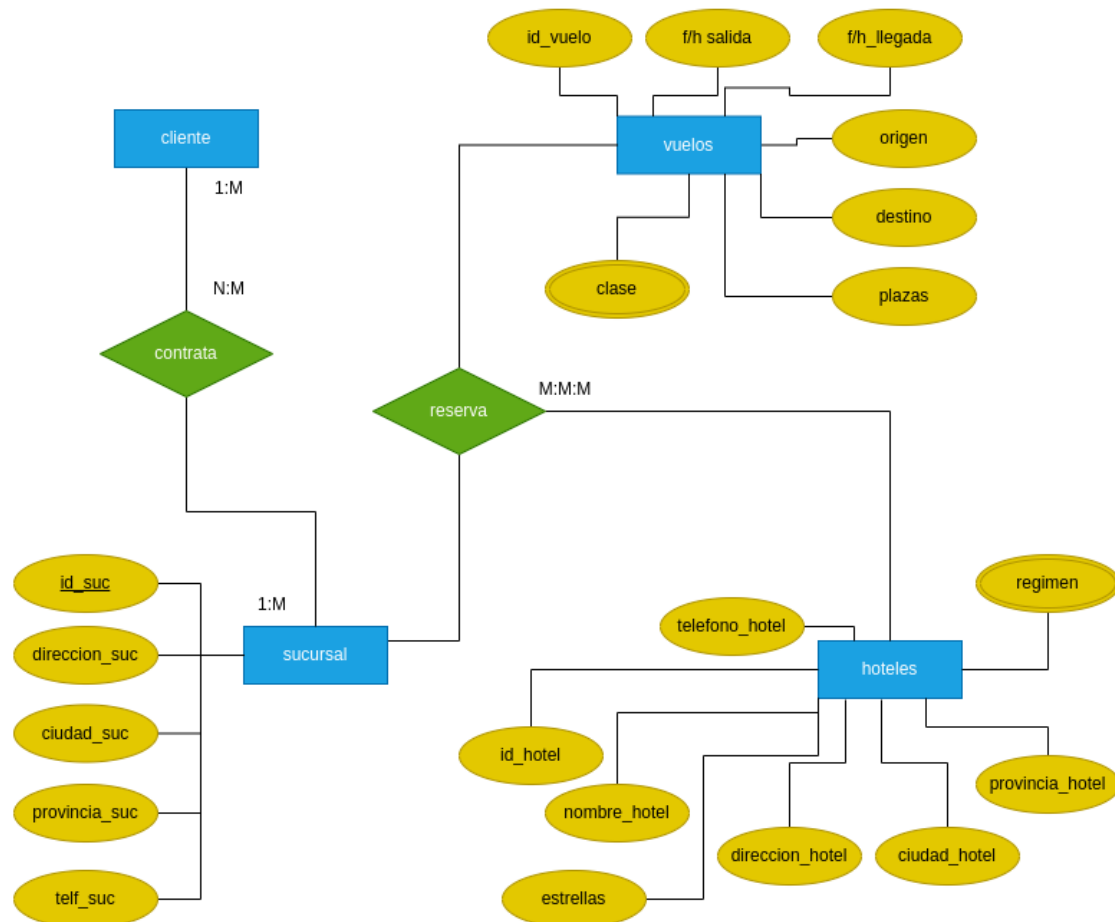 id_vuelo
f/h salida
f/h_llegada
cliente
vuelos
origen
1:M
destino
N:M
clase
plazas
contrata
M:M:M
reserva
id_suc
regimen
1:M
telefono_hotel
direccion_suc
sucursal
hoteles
ciudad_suc
id_hotel
provincia_hotel
provincia_suc
nombre_hotel
direccion_hotel
ciudad_hotel
telf_suc
estrellas